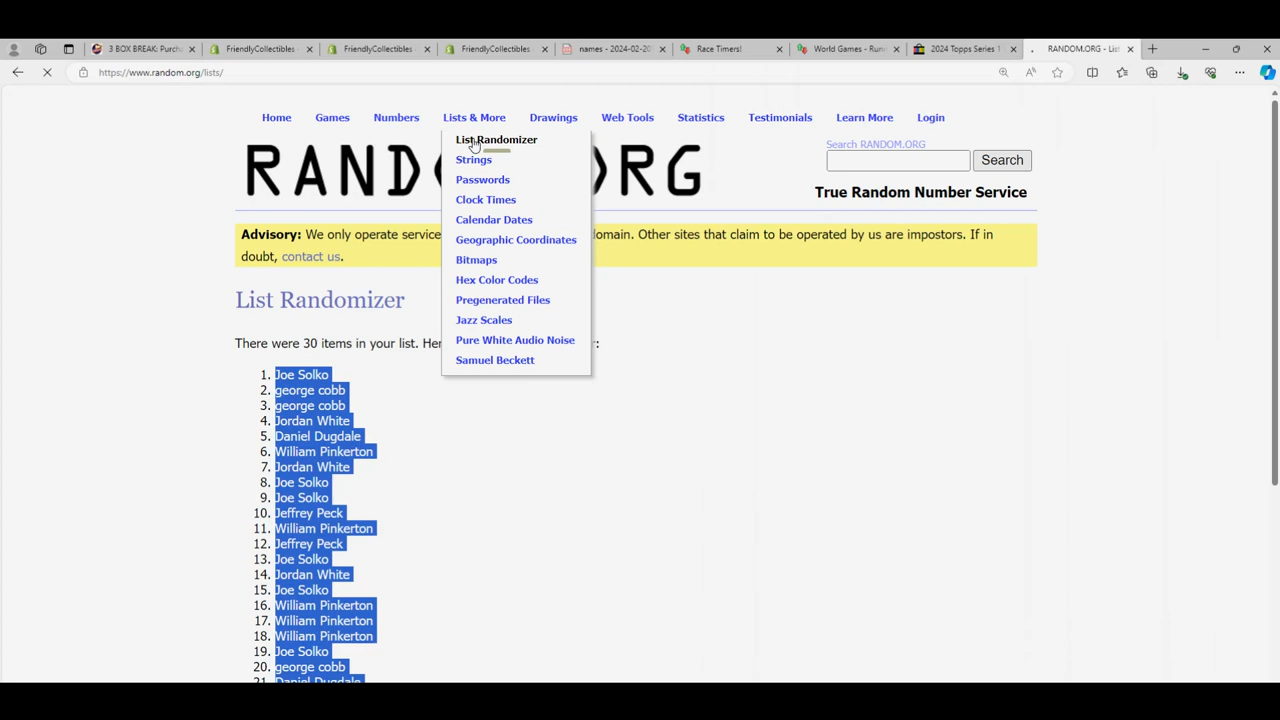 3 BOX BREAK: Purch
FriendlyCollectibles
FriendlyCollectibles
FriendlyCollectibles
names - 2024-02-20
Race Timers!
World Games - Run
2024 Topps Series 1
RANDOM.ORG - List
https://www.random.org/lists/
Home Games Numbers Lists & More Drawings Web Tools Statistics Testimonials Learn More Login
List Randomizer
Strings
Passwords
Clock Times
Calendar Dates
Geographic Coordinates
Bitmaps
Hex Color Codes
Pregenerated Files
Jazz Scales
Pure White Audio Noise
Samuel Beckett
RAND RG
Search RANDOM.ORG
Search
True Random Number Service
Advisory: We only operate service domain. Other sites that claim to be operated by us are impostors. If in
doubt, contact us.
List Randomizer
There were 30 items in your list. Her :
1. Joe Solko
2. george cobb
3. george cobb
4. Jordan White
5. Daniel Dugdale
6. William Pinkerton
7. Jordan White
8. Joe Solko
9. Joe Solko
10. Jeffrey Peck
11. William Pinkerton
12. Jeffrey Peck
13. Joe Solko
14. Jordan White
15. Joe Solko
16. William Pinkerton
17. William Pinkerton
18. William Pinkerton
19. Joe Solko
20. george cobb
21. Daniel Dugdale